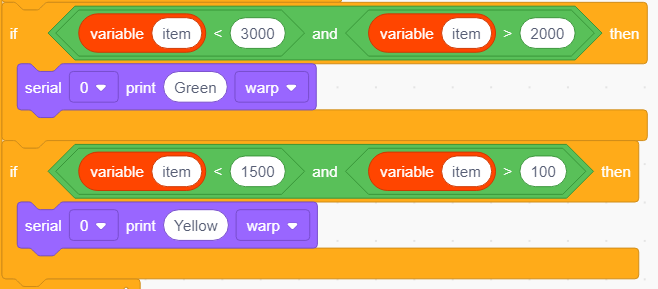 if variable item < 3000 and variable item > 2000 then
serial 0 print Green warp
if variable item < 1500 and variable item > 100 then
serial 0 print Yellow warp